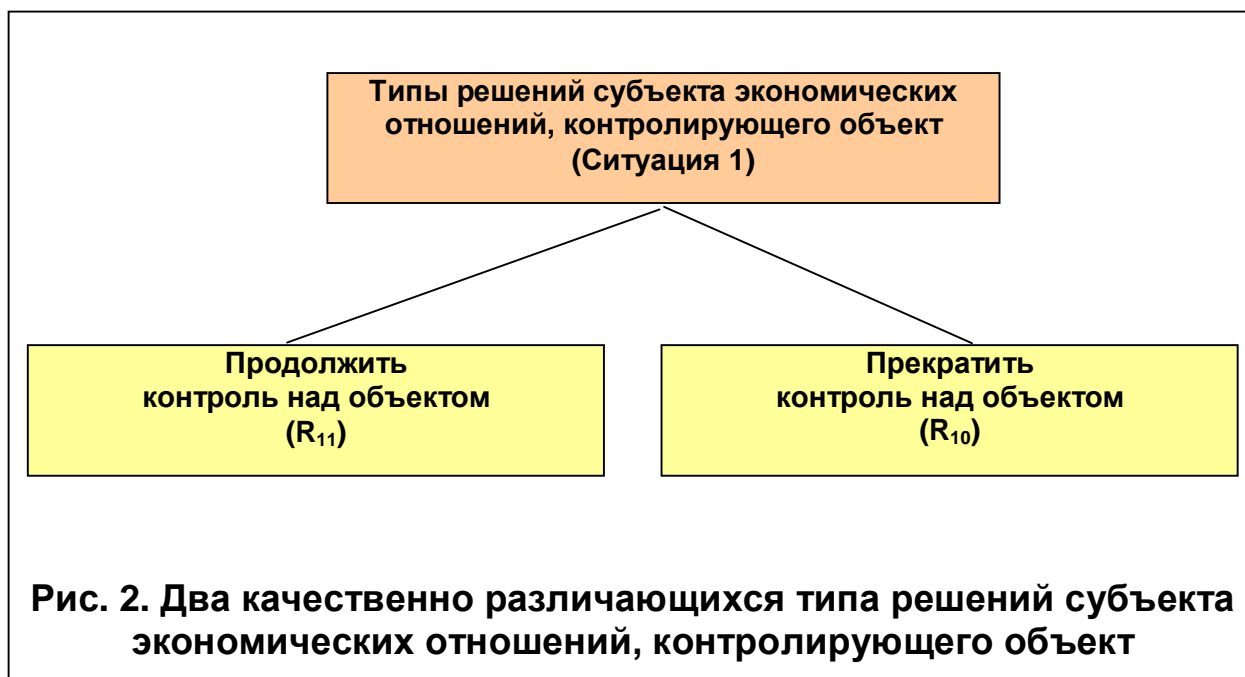 Типы решений субъекта экономических
отношений, контролирующего объект
(Ситуация 1)
Продолжить
контроль над объектом
(R₁₁)
Прекратить
контроль над объектом
(R₁₀)
Рис. 2. Два качественно различающихся типа решений субъекта
экономических отношений, контролирующего объект